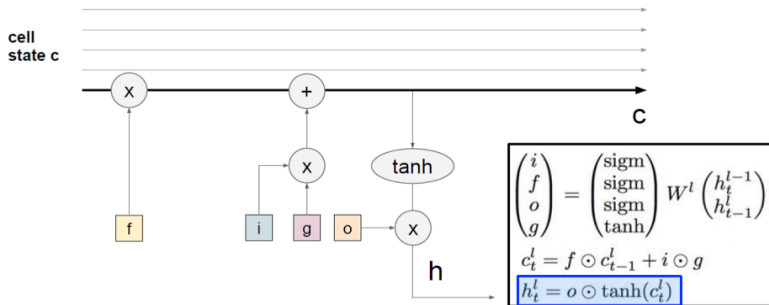 cell
state c
x
+
c
x
tanh
f
i
g
o
x
h
(i f o g) = (sigm sigm sigm tanh) W^l (h_t^{l-1} h_{t-1}^l)
c_t^l = f ⊙ c_{t-1}^l + i ⊙ g
h_t^l = o ⊙ tanh(c_t^l)